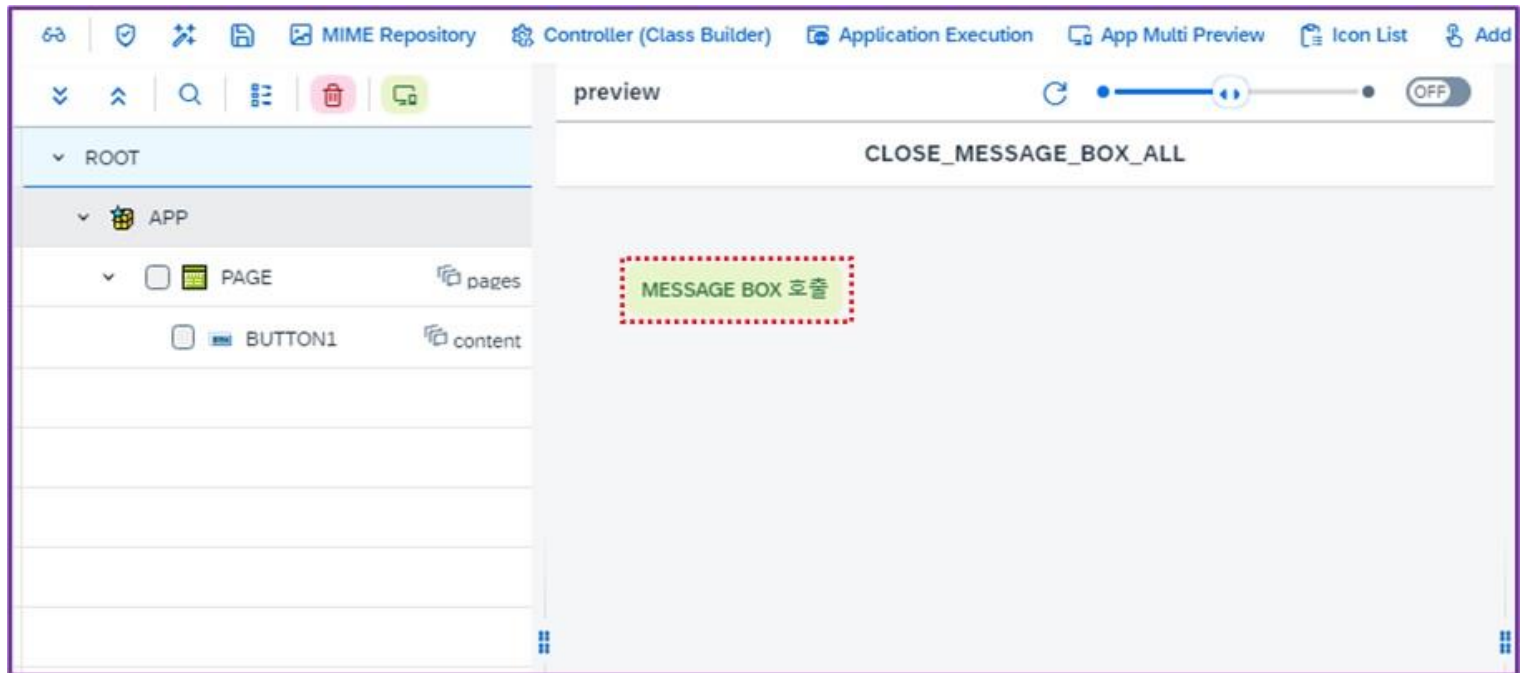 MIME Repository Controller (Class Builder) Application Execution App Multi Preview Icon List Add
preview OFF
ROOT
CLOSE_MESSAGE_BOX_ALL
APP
PAGE pages
MESSAGE BOX 호출
BUTTON1 content